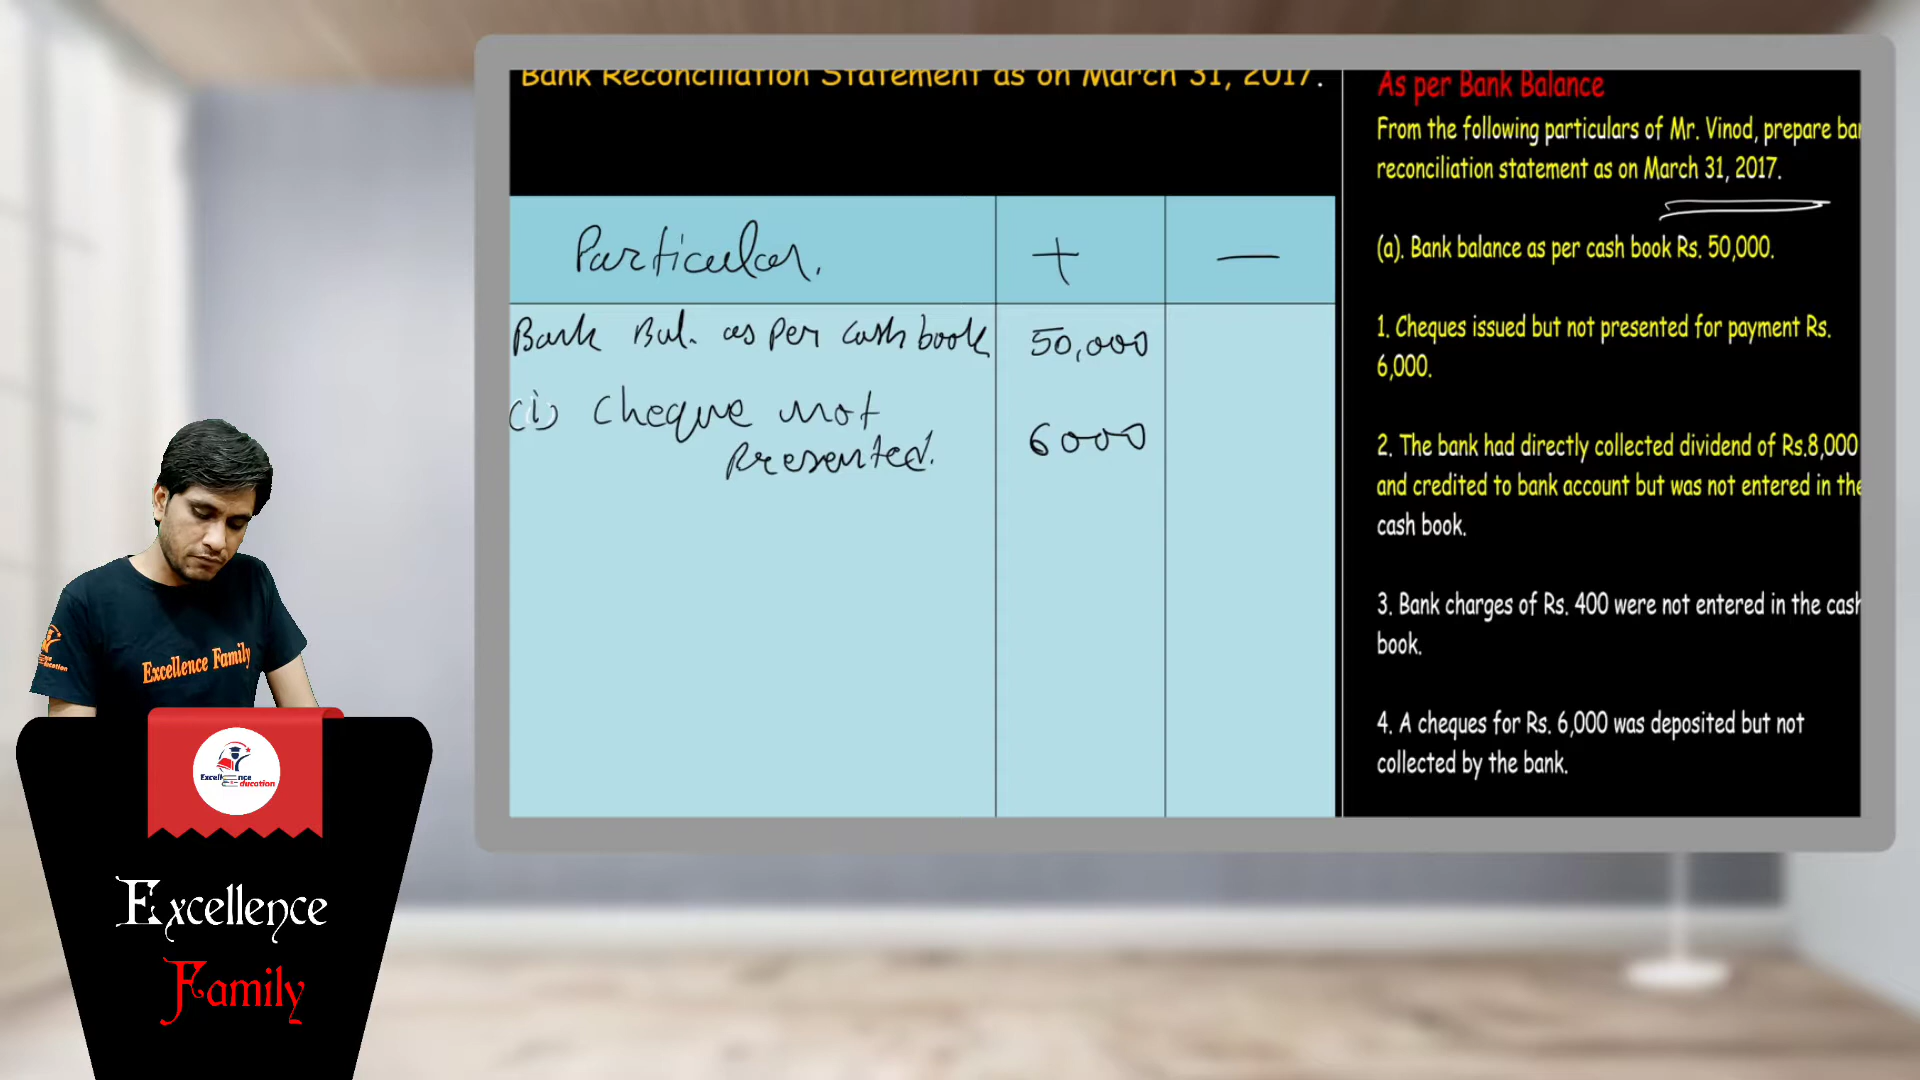 Bank Reconciliation Statement as on March 31, 2017.
Particular. + —
Bank Bal. as per cash book 50,000
(i) Cheque not
presented. 6000
As per Bank Balance
From the following particulars of Mr. Vinod, prepare ban
reconciliation statement as on March 31, 2017.
(a). Bank balance as per cash book Rs. 50,000.
1. Cheques issued but not presented for payment Rs.
6,000.
2. The bank had directly collected dividend of Rs.8,000
and credited to bank account but was not entered in the
cash book.
3. Bank charges of Rs. 400 were not entered in the cash
book.
4. A cheques for Rs. 6,000 was deposited but not
collected by the bank.
Excellence Family
Excellence
Education
Excellence
Family